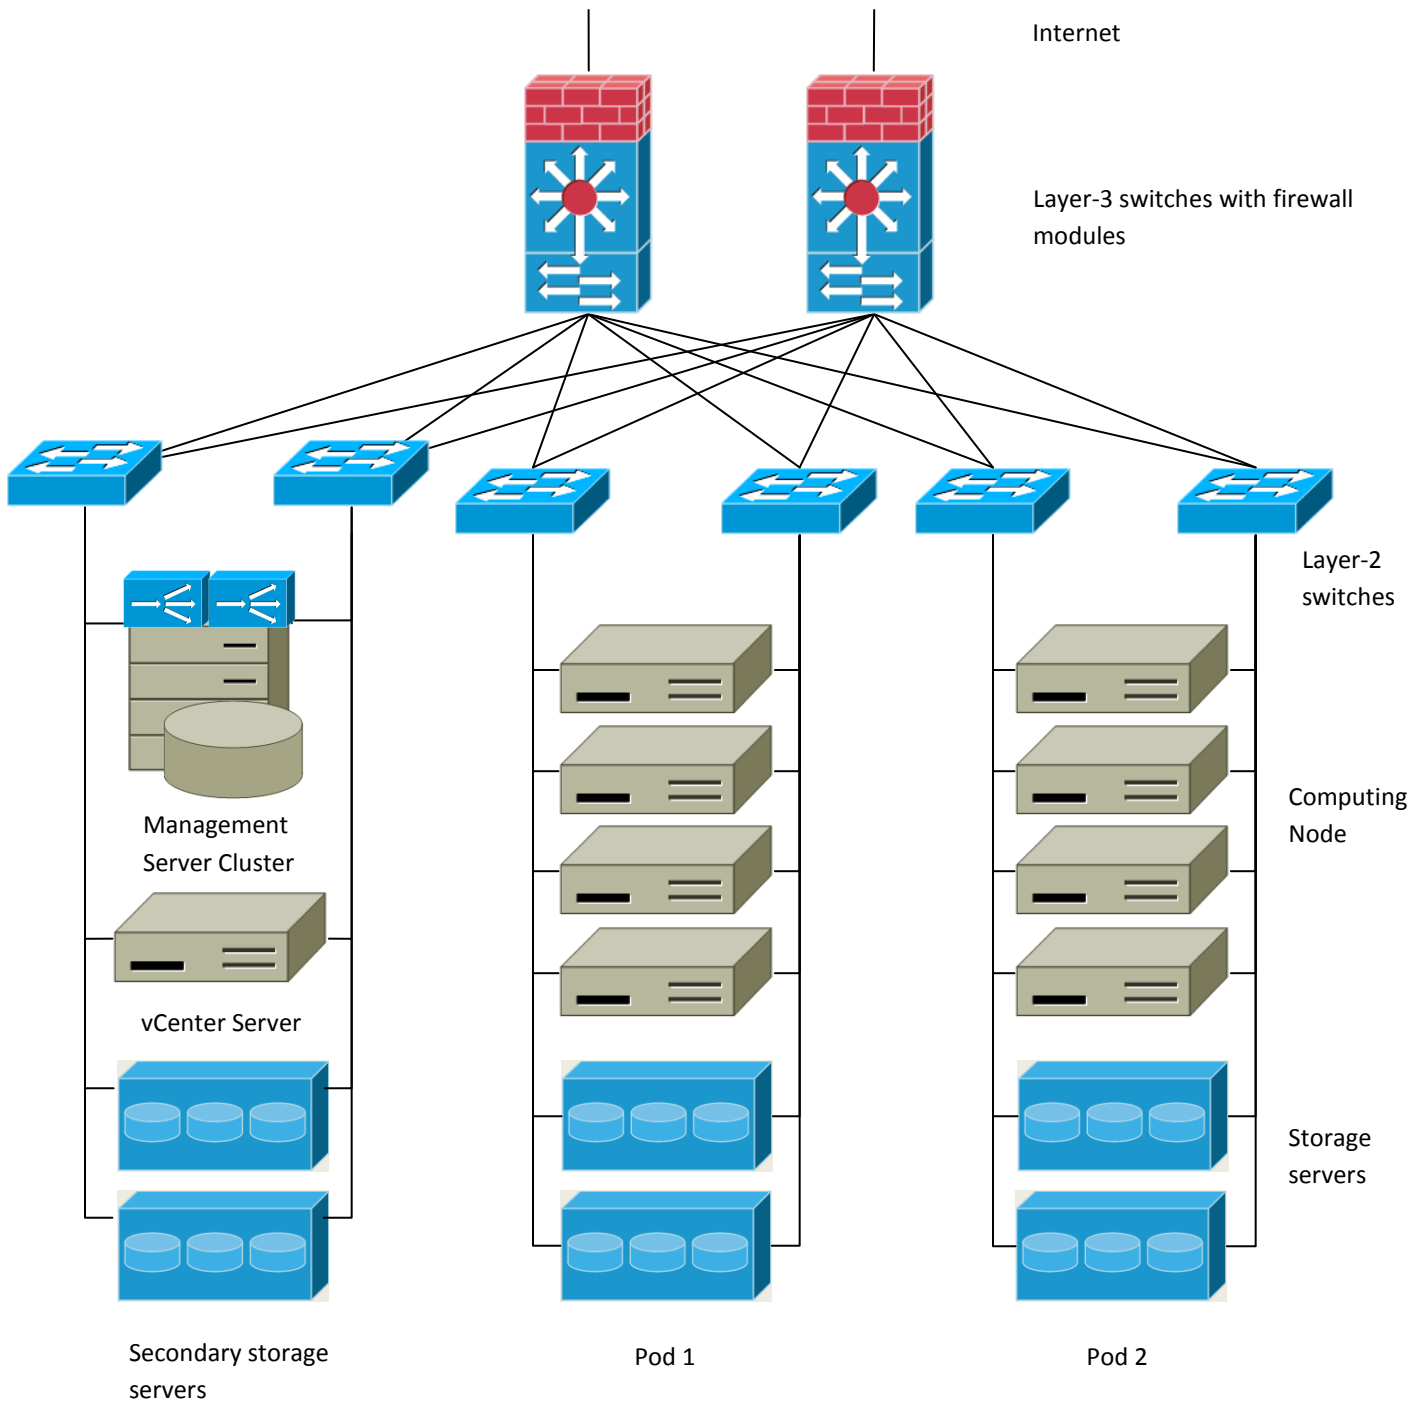 Internet
Layer-3 switches with firewall
modules
Layer-2
switches
Management
Server Cluster
Computing
Node
vCenter Server
Storage
servers
Secondary storage
servers
Pod 1
Pod 2